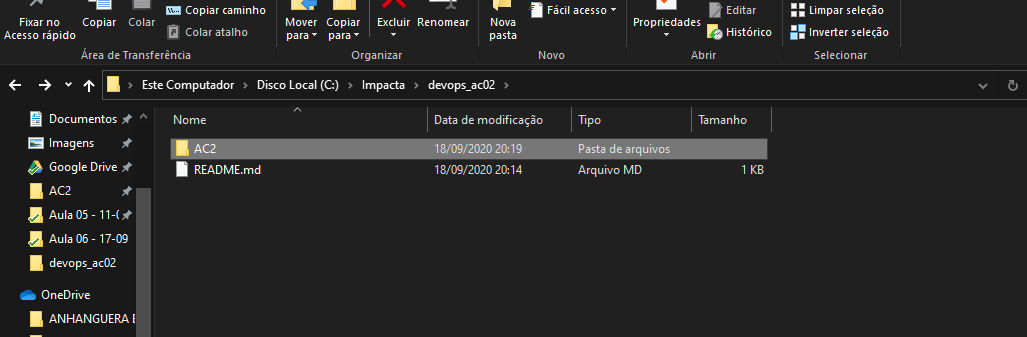 Fixar no
Acesso rápido
Copiar
Colar
Copiar caminho
Colar atalho
Área de Transferência
Mover
para
Copiar
para
Excluir
Renomear
Organizar
Nova
pasta
Fácil acesso
Novo
Propriedades
Editar
Histórico
Abrir
Limpar seleção
Inverter seleção
Selecionar
Este Computador > Disco Local (C:) > Impacta > devops_ac02 >
Documentos
Imagens
Google Drive
AC2
Aula 05 - 11-0
Aula 06 - 17-09
devops_ac02
OneDrive
ANHANGUERA E
Nome Data de modificação Tipo Tamanho
AC2 18/09/2020 20:19 Pasta de arquivos
README.md 18/09/2020 20:14 Arquivo MD 1 KB